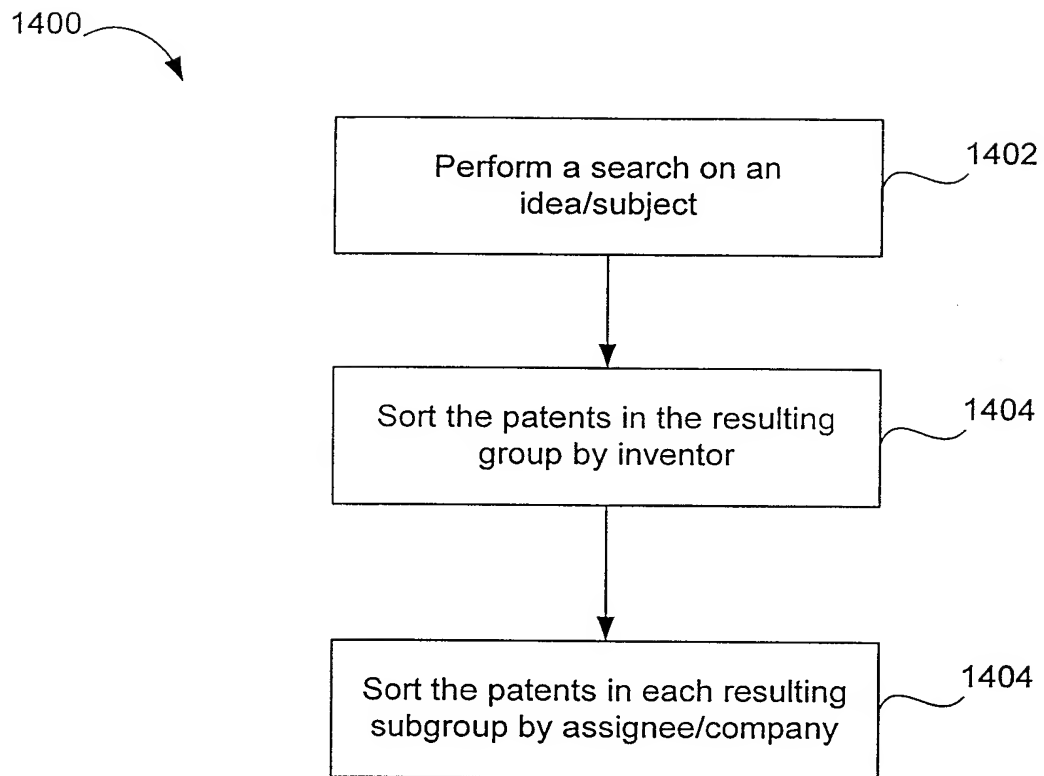 1400
Perform a search on an
idea/subject
1402
Sort the patents in the resulting
group by inventor
1404
Sort the patents in each resulting
subgroup by assignee/company
1404